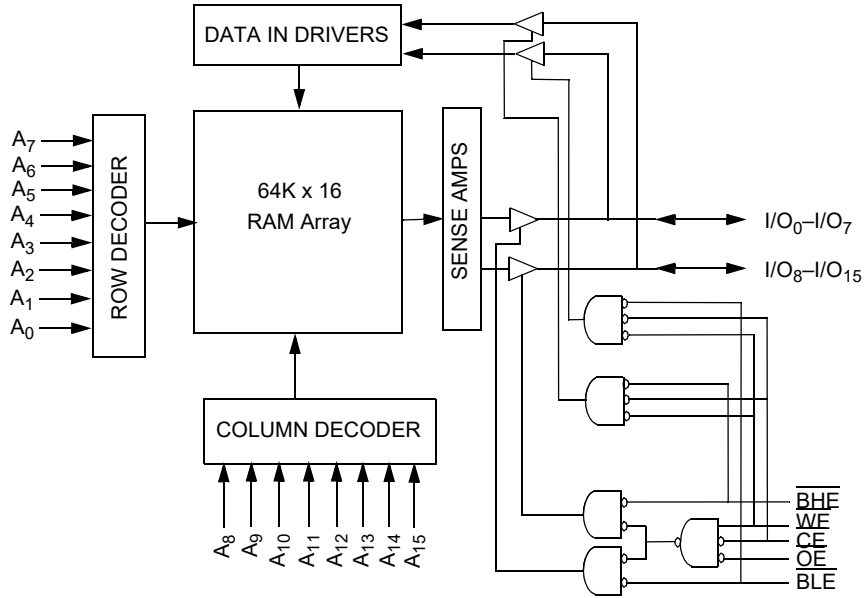 DATA IN DRIVERS
A7
A6
A5
A4
A3
A2
A1
A0
ROW DECODER
64K x 16
RAM Array
SENSE AMPS
I/O0–I/O7
I/O8–I/O15
COLUMN DECODER
A8
A9
A10
A11
A12
A13
A14
A15
BHE
WE
CE
OE
BLE